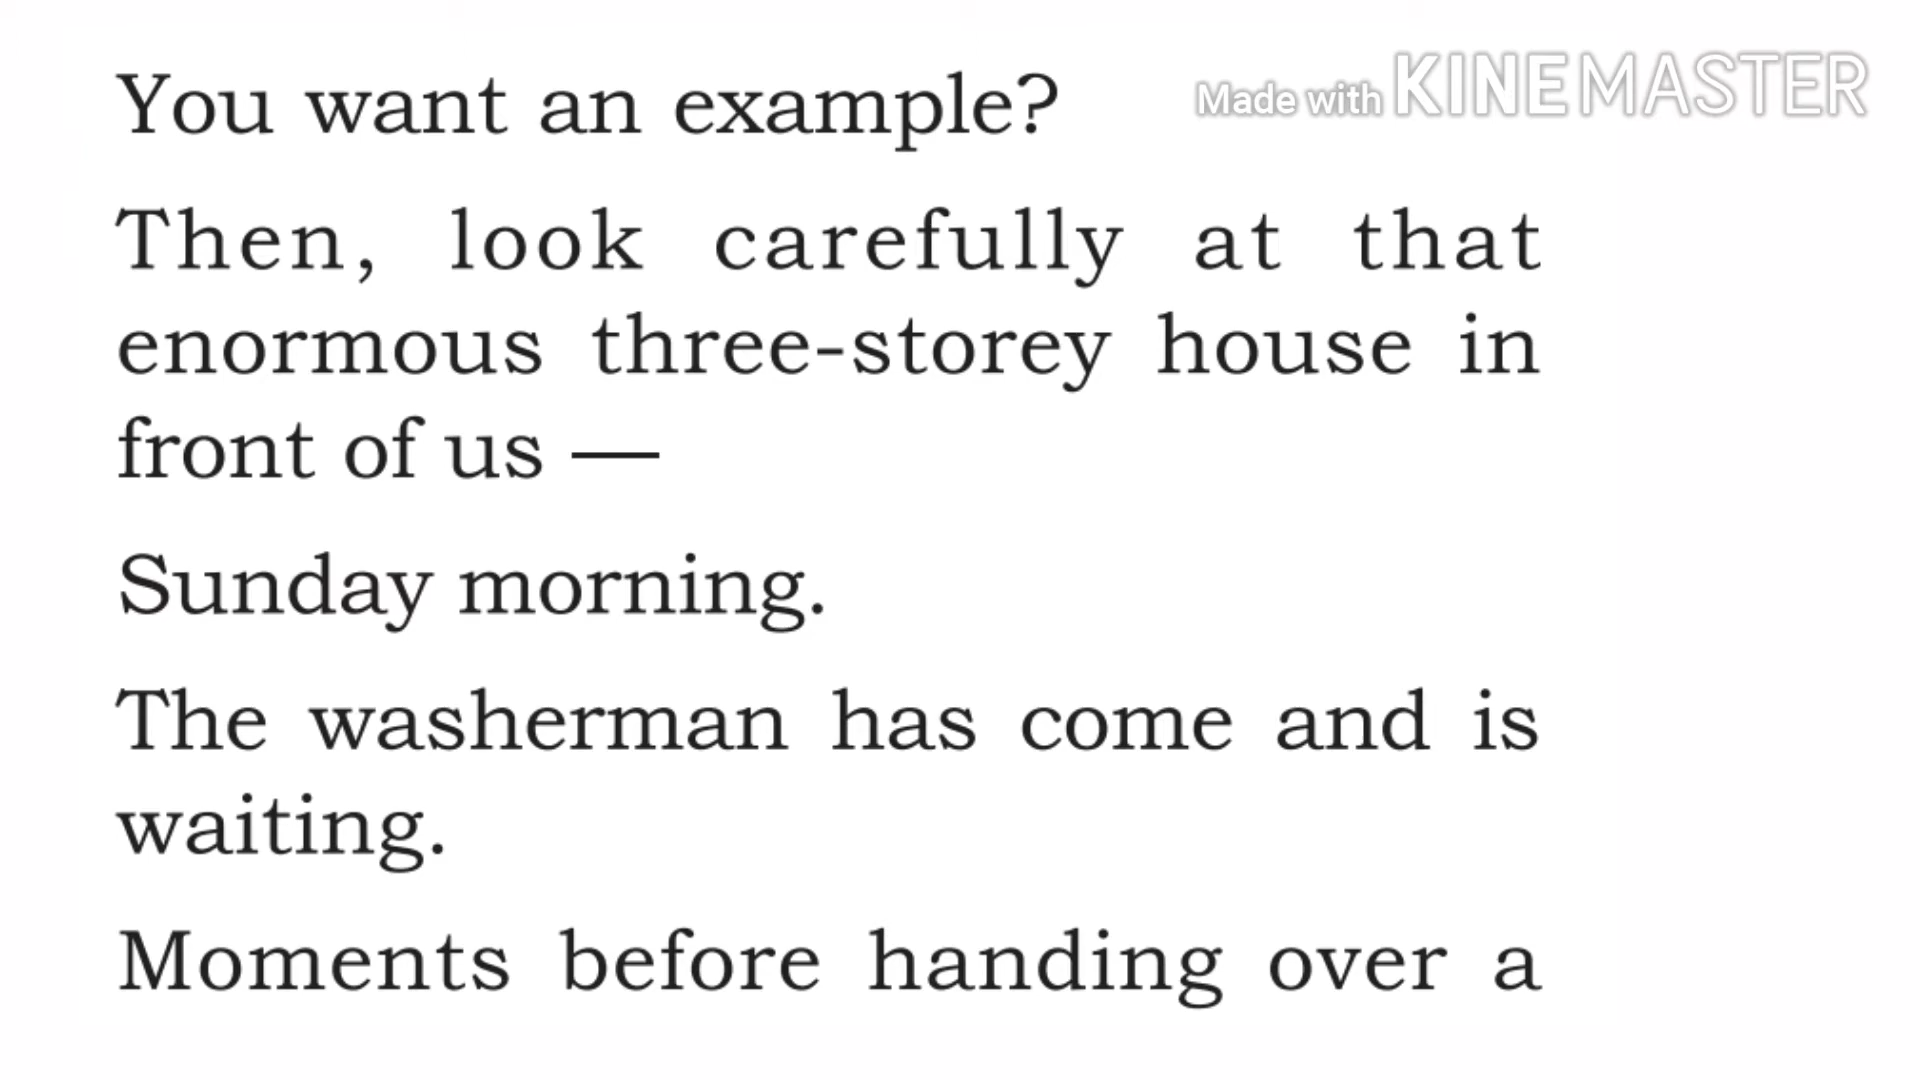 You want an example?
Made with KINEMASTER
Then, look carefully at that
enormous three-storey house in
front of us —
Sunday morning.
The washerman has come and is
waiting.
Moments before handing over a